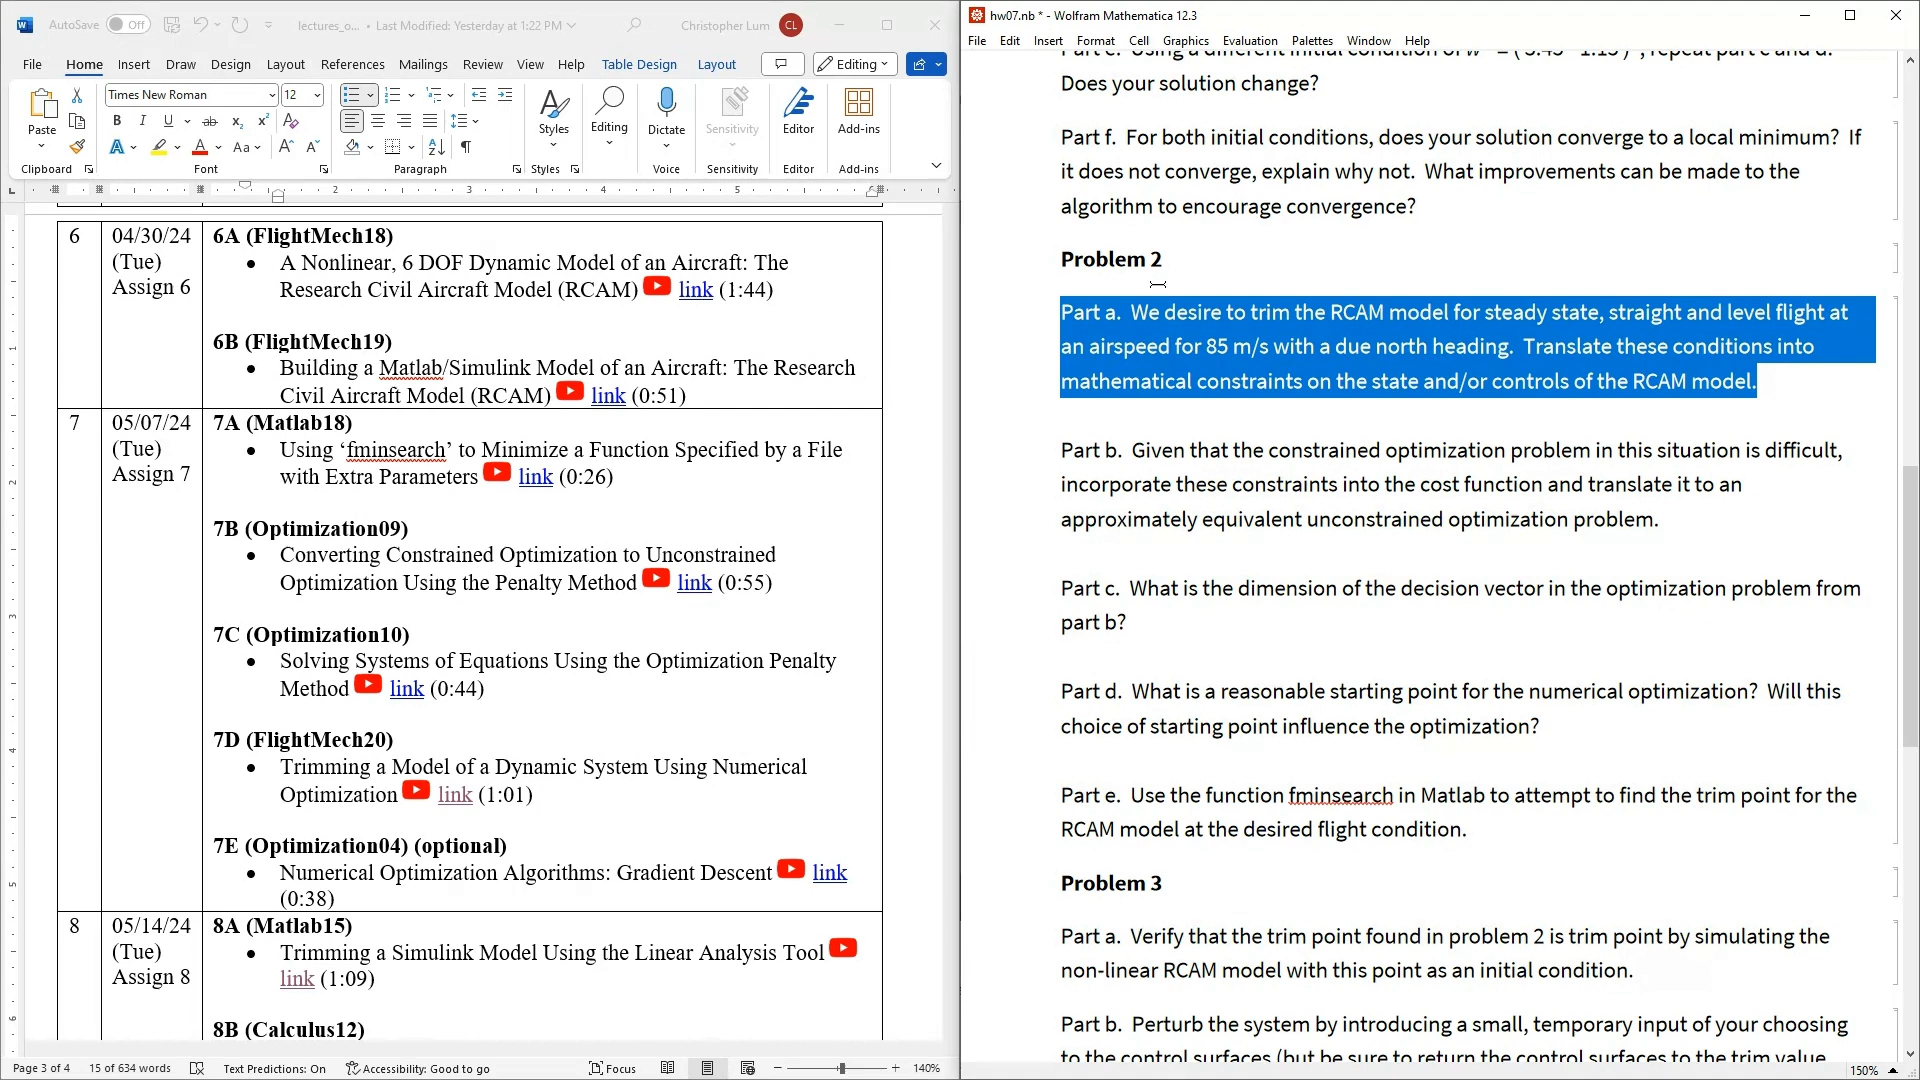 AutoSave Off
lectures_o... • Last Modified: Yesterday at 1:22 PM
Christopher Lum CL
File Home Insert Draw Design Layout References Mailings Review View Help Table Design Layout Editing
Times New Roman 12
Paste Styles Editing Dictate Sensitivity Editor Add-ins
Clipboard Font Paragraph Styles Voice Sensitivity Editor Add-ins
6 04/30/24 (Tue) Assign 6
6A (FlightMech18)
• A Nonlinear, 6 DOF Dynamic Model of an Aircraft: The
Research Civil Aircraft Model (RCAM) link (1:44)
6B (FlightMech19)
• Building a Matlab/Simulink Model of an Aircraft: The Research
Civil Aircraft Model (RCAM) link (0:51)
7 05/07/24 (Tue) Assign 7
7A (Matlab18)
• Using ‘fminsearch’ to Minimize a Function Specified by a File
with Extra Parameters link (0:26)
7B (Optimization09)
• Converting Constrained Optimization to Unconstrained
Optimization Using the Penalty Method link (0:55)
7C (Optimization10)
• Solving Systems of Equations Using the Optimization Penalty
Method link (0:44)
7D (FlightMech20)
• Trimming a Model of a Dynamic System Using Numerical
Optimization link (1:01)
7E (Optimization04) (optional)
• Numerical Optimization Algorithms: Gradient Descent link
(0:38)
8 05/14/24 (Tue) Assign 8
8A (Matlab15)
• Trimming a Simulink Model Using the Linear Analysis Tool
link (1:09)
8B (Calculus12)
Page 3 of 4 15 of 634 words Text Predictions: On Accessibility: Good to go Focus 140%
hw07.nb * - Wolfram Mathematica 12.3
File Edit Insert Format Cell Graphics Evaluation Palettes Window Help
Does your solution change?
Part f. For both initial conditions, does your solution converge to a local minimum? If
it does not converge, explain why not. What improvements can be made to the
algorithm to encourage convergence?
Problem 2
Part a. We desire to trim the RCAM model for steady state, straight and level flight at
an airspeed for 85 m/s with a due north heading. Translate these conditions into
mathematical constraints on the state and/or controls of the RCAM model.
Part b. Given that the constrained optimization problem in this situation is difficult,
incorporate these constraints into the cost function and translate it to an
approximately equivalent unconstrained optimization problem.
Part c. What is the dimension of the decision vector in the optimization problem from
part b?
Part d. What is a reasonable starting point for the numerical optimization? Will this
choice of starting point influence the optimization?
Part e. Use the function fminsearch in Matlab to attempt to find the trim point for the
RCAM model at the desired flight condition.
Problem 3
Part a. Verify that the trim point found in problem 2 is trim point by simulating the
non-linear RCAM model with this point as an initial condition.
Part b. Perturb the system by introducing a small, temporary input of your choosing
to the control surfaces (but be sure to return the control surfaces to the trim value
150%